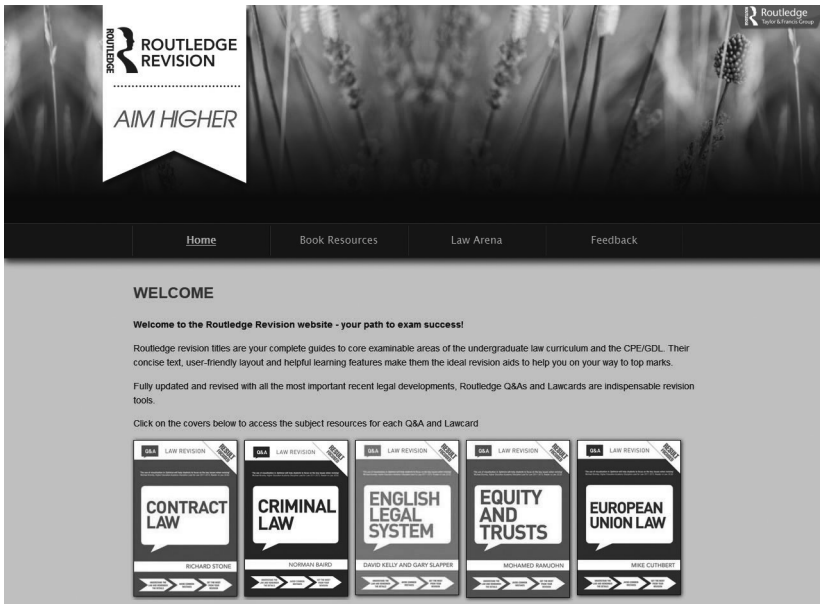 Routledge
Taylor & Francis Group
ROUTLEDGE
ROUTLEDGE
REVISION
AIM HIGHER
Home
Book Resources
Law Arena
Feedback
WELCOME
Welcome to the Routledge Revision website - your path to exam success!
Routledge revision titles are your complete guides to core examinable areas of the undergraduate law curriculum and the CPE/GDL. Their
concise text, user-friendly layout and helpful learning features make them the ideal revision aids to help you on your way to top marks.
Fully updated and revised with all the most important recent legal developments, Routledge Q&As and Lawcards are indispensable revision
tools.
Click on the covers below to access the subject resources for each Q&A and Lawcard
Q&A LAW REVISION
CONTRACT
LAW
RICHARD STONE
Q&A LAW REVISION
CRIMINAL
LAW
NORMAN BAIRD
Q&A LAW REVISION
ENGLISH
LEGAL
SYSTEM
DAVID KELLY AND GARY SLAPPER
Q&A LAW REVISION
EQUITY
AND
TRUSTS
MOHAMED RAMJOHN
Q&A LAW REVISION
EUROPEAN
UNION LAW
MIKE CUTHBERT